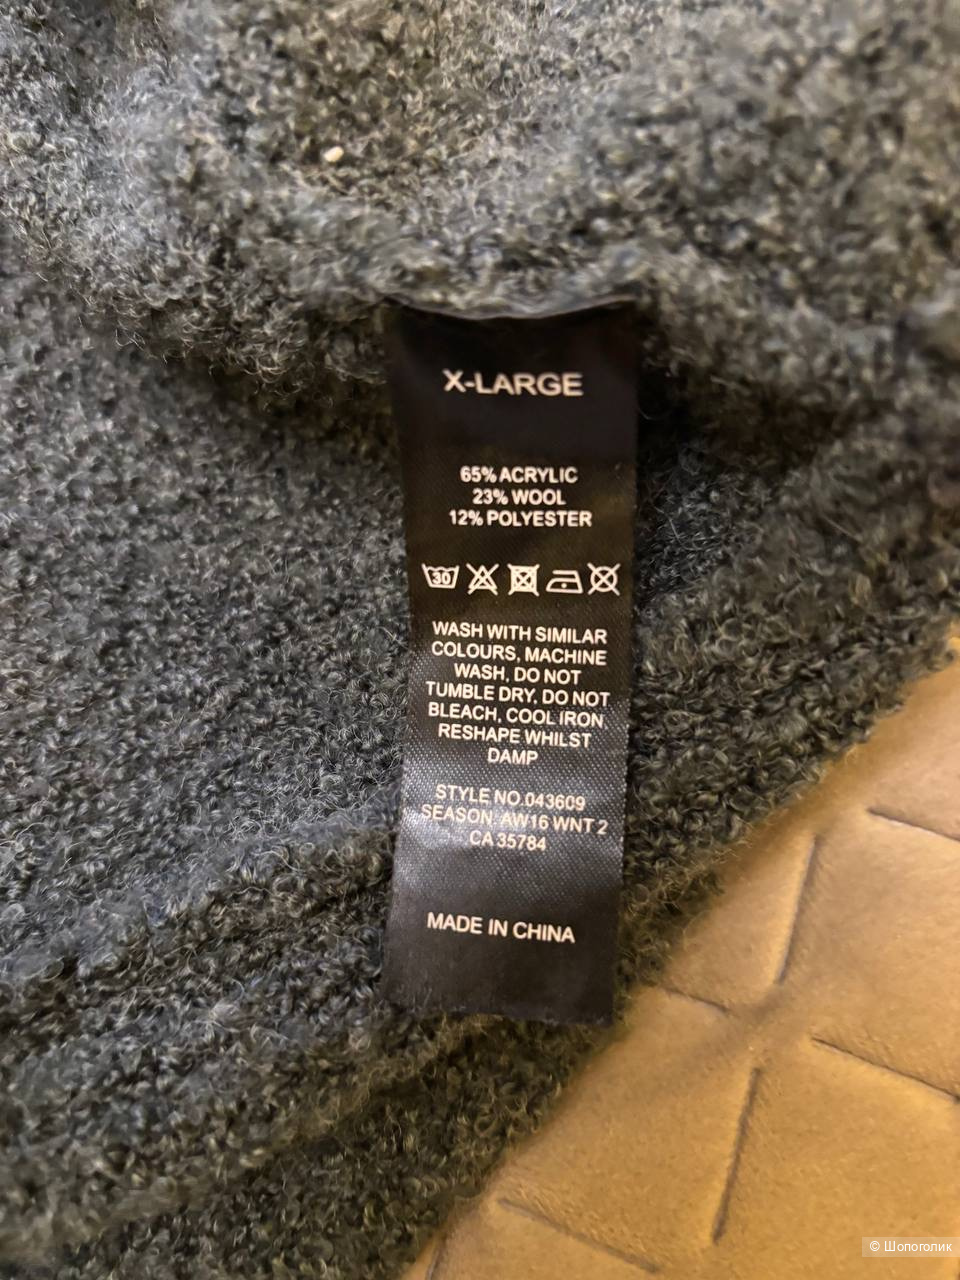 X-LARGE
65% ACRYLIC
23% WOOL
12% POLYESTER
30
WASH WITH SIMILAR
COLOURS, MACHINE
WASH, DO NOT
TUMBLE DRY, DO NOT
BLEACH, COOL IRON,
RESHAPE WHILST
DAMP
STYLE NO.043609
SEASON. AW16 WNT 2
CA 35784
MADE IN CHINA
© Шопоголик